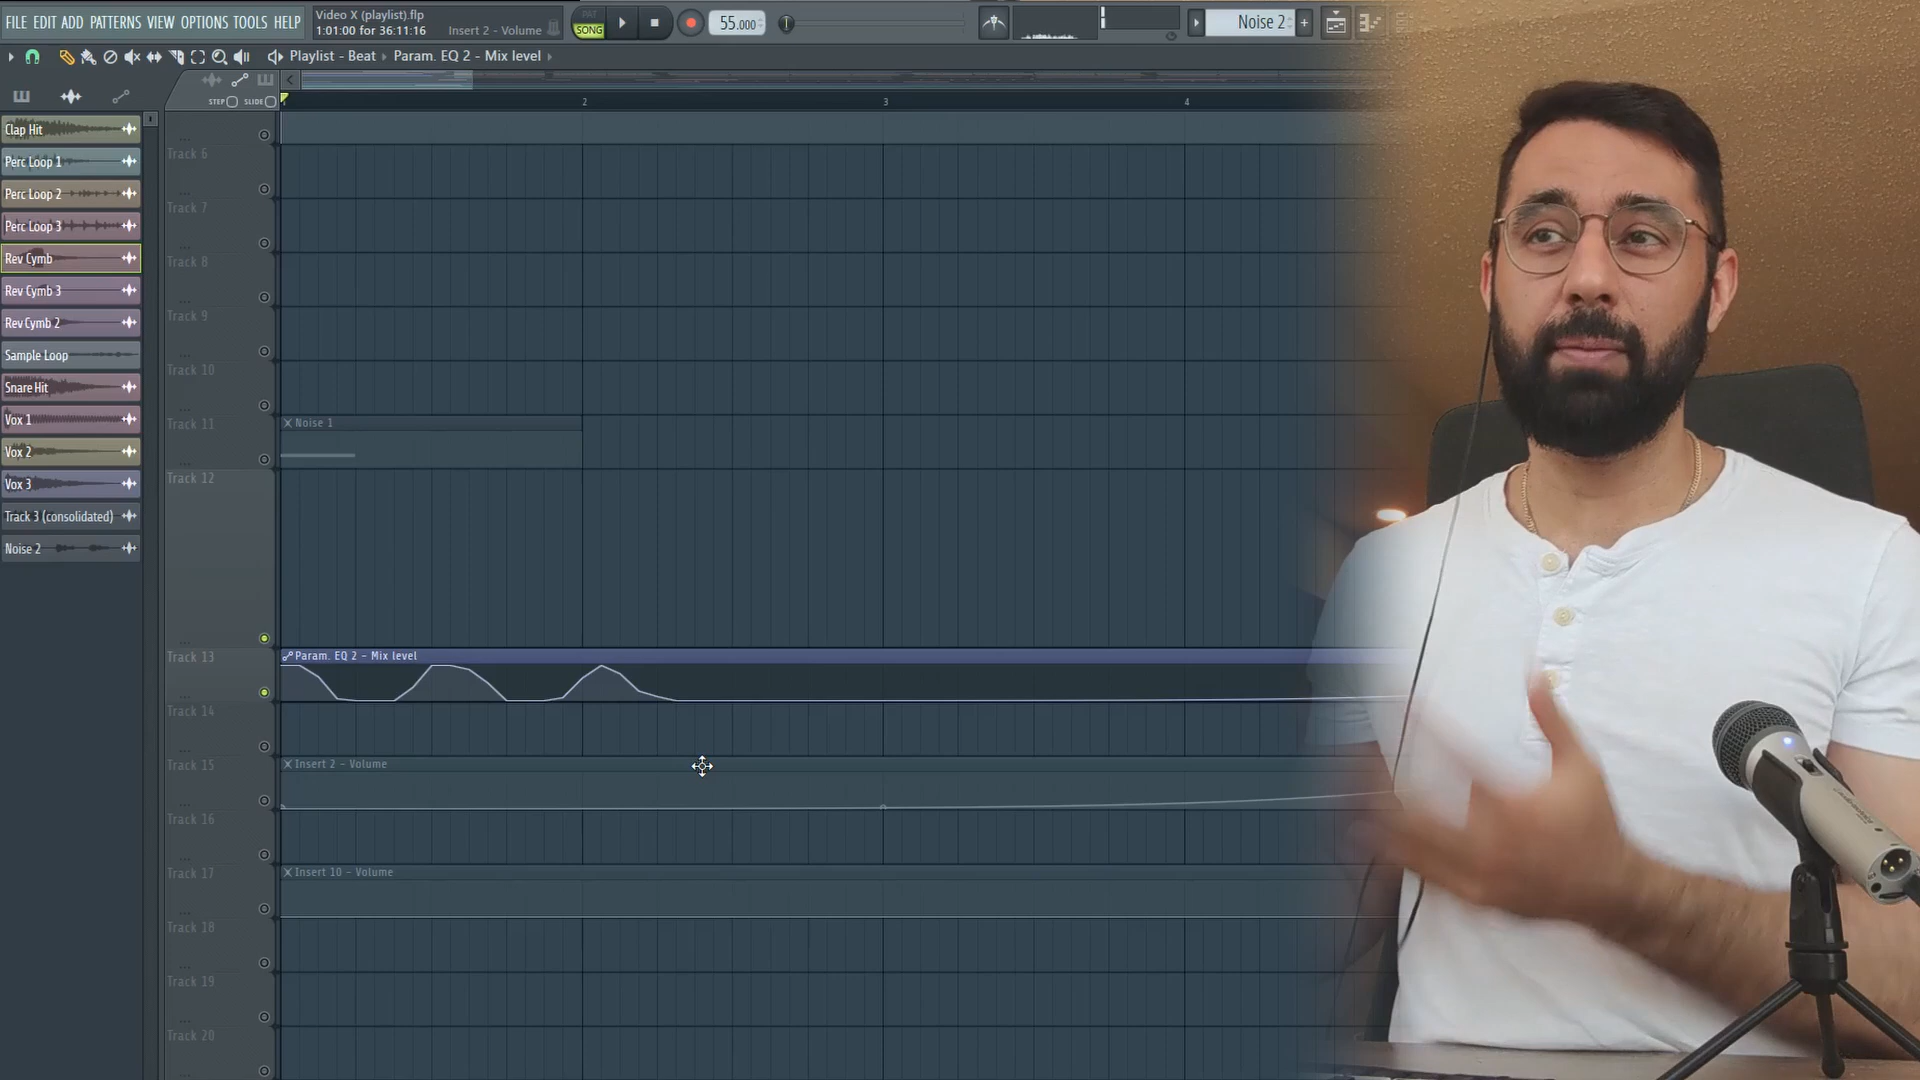 FILE EDIT ADD PATTERNS VIEW OPTIONS TOOLS HELP
Video X (playlist).flp
1:01:00 for 36:11:16 Insert 2 - Volume
PAT
SONG
55.000
Noise 2
Playlist - Beat Param. EQ 2 - Mix level
STEP SLIDE
2 3 4
Clap Hit
Perc Loop 1
Perc Loop 2
Perc Loop 3
Rev Cymb
Rev Cymb 3
Rev Cymb 2
Sample Loop
Snare Hit
Vox 1
Vox 2
Vox 3
Track 3 (consolidated)
Noise 2
Track 6
Track 7
Track 8
Track 9
Track 10
Track 11
Noise 1
Track 12
Track 13
Param. EQ 2 - Mix level
Track 14
Track 15
Insert 2 - Volume
Track 16
Track 17
Insert 10 - Volume
Track 18
Track 19
Track 20